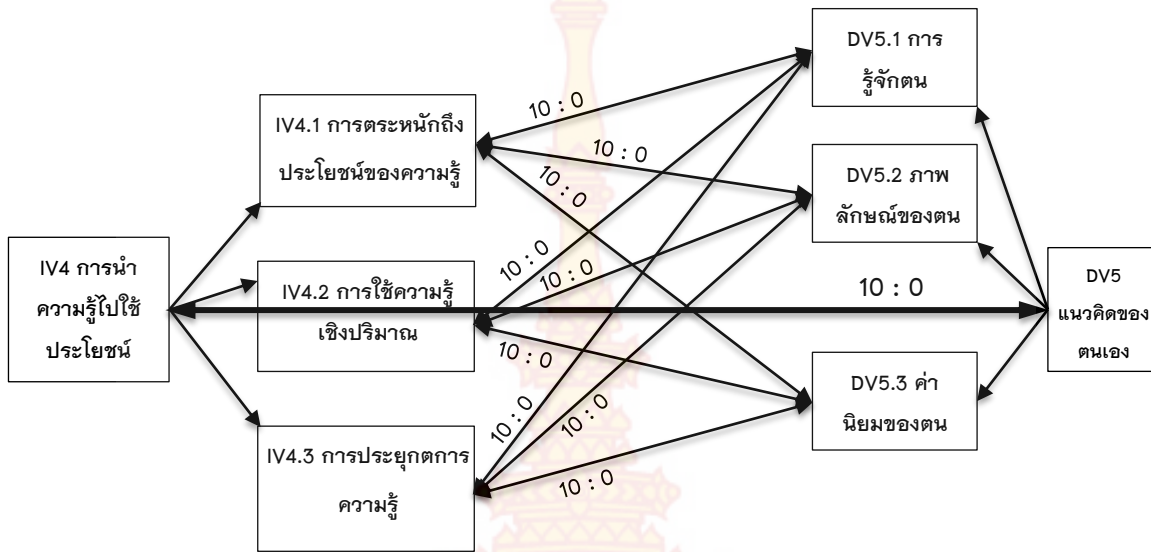 DV5.1 การ
รู้จักตน
IV4.1 การตระหนักถึง
ประโยชน์ของความรู้
10 : 0
10 : 0
10 : 0
DV5.2 ภาพ
ลักษณ์ของตน
IV4 การนำ
ความรู้ไปใช้
ประโยชน์
IV4.2 การใช้ความรู้
เชิงปริมาณ
10 : 0
10 : 0
10 : 0
10 : 0
DV5
แนวคิดของ
ตนเอง
DV5.3 ค่า
นิยมของตน
IV4.3 การประยุกตการ
ความรู้
10 : 0
10 : 0
10 : 0